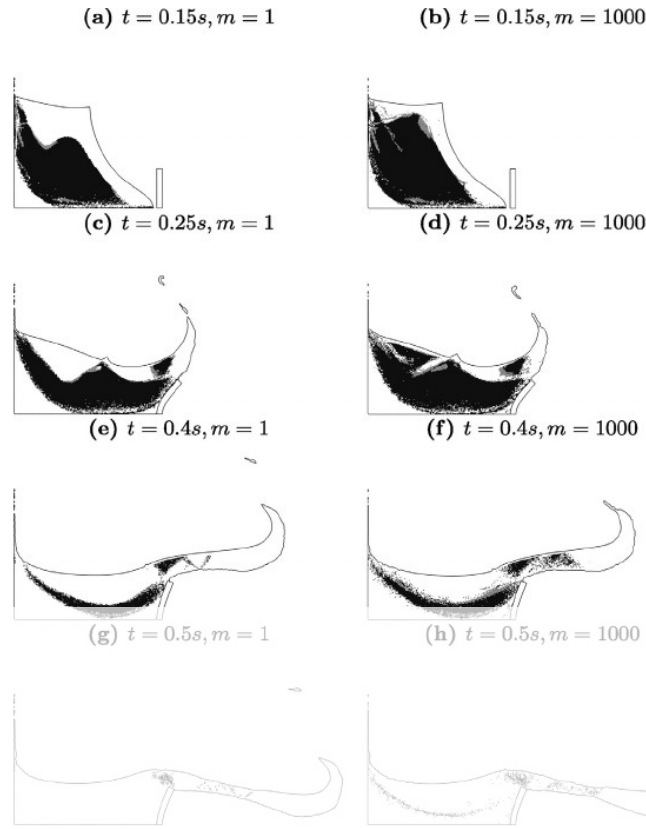 (a) t = 0.15s, m = 1
(b) t = 0.15s, m = 1000
(c) t = 0.25s, m = 1
(d) t = 0.25s, m = 1000
(e) t = 0.4s, m = 1
(f) t = 0.4s, m = 1000
(g) t = 0.5s, m = 1
(h) t = 0.5s, m = 1000